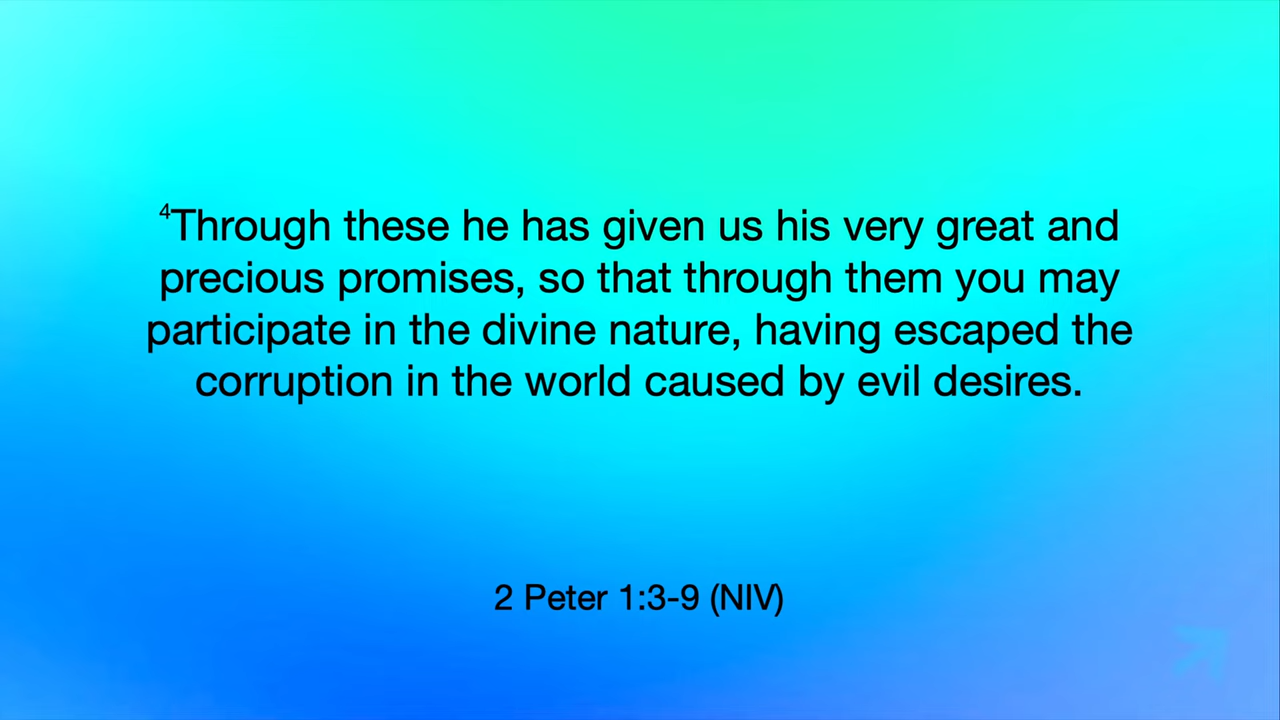 ⁴Through these he has given us his very great and
precious promises, so that through them you may
participate in the divine nature, having escaped the
corruption in the world caused by evil desires.
2 Peter 1:3-9 (NIV)